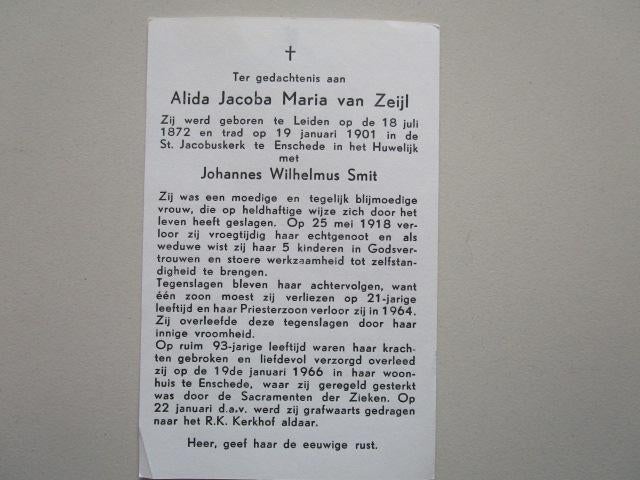 Ter gedachtenis aan
Alida Jacoba Maria van Zeijl
Zij werd geboren te Leiden op de 18 juli
1872 en trad op 19 januari 1901 in de
St. Jacobuskerk te Enschede in het Huwelijk
met
Johannes Wilhelmus Smit
Zij was een moedige en tegelijk blijmoedige
vrouw, die op heldhaftige wijze zich door het
leven heeft geslagen. Op 25 mei 1918 ver-
loor zij vroegtijdig haar echtgenoot en als
weduwe wist zij haar 5 kinderen in Godsver-
trouwen en stoere werkzaamheid tot zelfstan-
digheid te brengen.
Tegenslagen bleven haar achtervolgen, want
één zoon moest zij verliezen op 21-jarige
leeftijd en haar Priesterzoon verloor zij in 1964.
Zij overleefde deze tegenslagen door haar
innige vroomheid.
Op ruim 93-jarige leeftijd waren haar krach-
ten gebroken en liefdevol verzorgd overleed
zij op de 19de januari 1966 in haar woon-
huis te Enschede, waar zij geregeld gesterkt
was door de Sacramenten der Zieken. Op
22 januari d.a.v. werd zij grafwaarts gedragen
naar het R.K. Kerkhof aldaar.
Heer, geef haar de eeuwige rust.